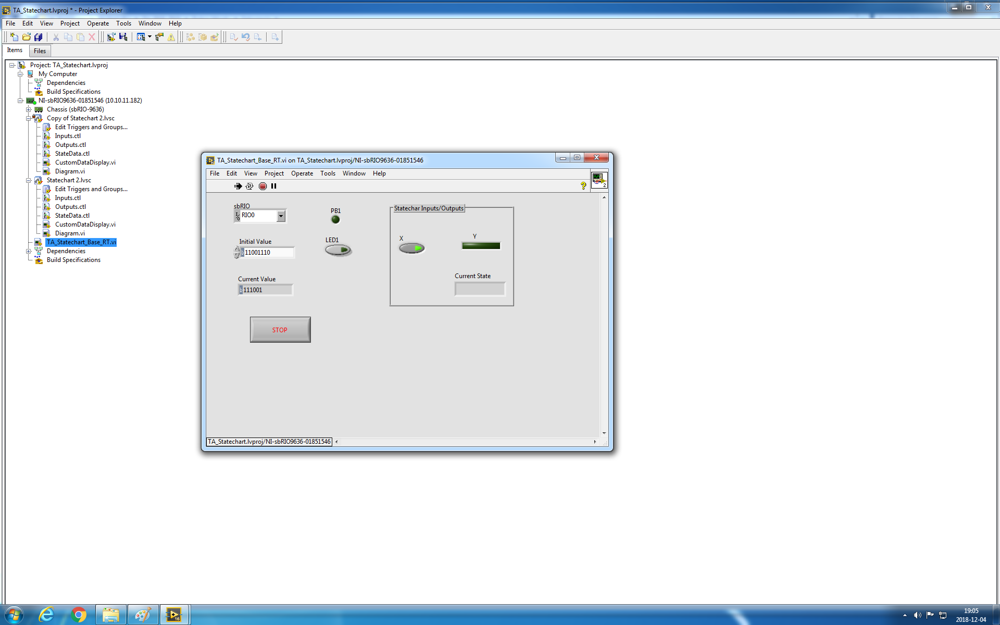 TA_Statechart.lvproj * - Project Explorer
File Edit View Project Operate Tools Window Help
Items Files
Project: TA_Statechart.lvproj
My Computer
Dependencies
Build Specifications
NI-sbRIO9636-01851546 (10.10.11.182)
Chassis (sbRIO-9636)
Copy of Statechart 2.lvsc
Edit Triggers and Groups...
Inputs.ctl
Outputs.ctl
StateData.ctl
CustomDataDisplay.vi
Diagram.vi
Statechart 2.lvsc
Edit Triggers and Groups...
Inputs.ctl
Outputs.ctl
StateData.ctl
CustomDataDisplay.vi
Diagram.vi
TA_Statechart_Base_RT.vi
Dependencies
Build Specifications
TA_Statechart_Base_RT.vi on TA_Statechart.lvproj/NI-sbRIO9636-01851546
File Edit View Project Operate Tools Window Help
2
sbRIO
I/O RIO0
PB1
Statechar Inputs/Outputs
Initial Value
b 11001110
LED1
X
Y
Current Value
b 111001
Current State
STOP
TA_Statechart.lvproj/NI-sbRIO9636-01851546
16
19:05
2018-12-04